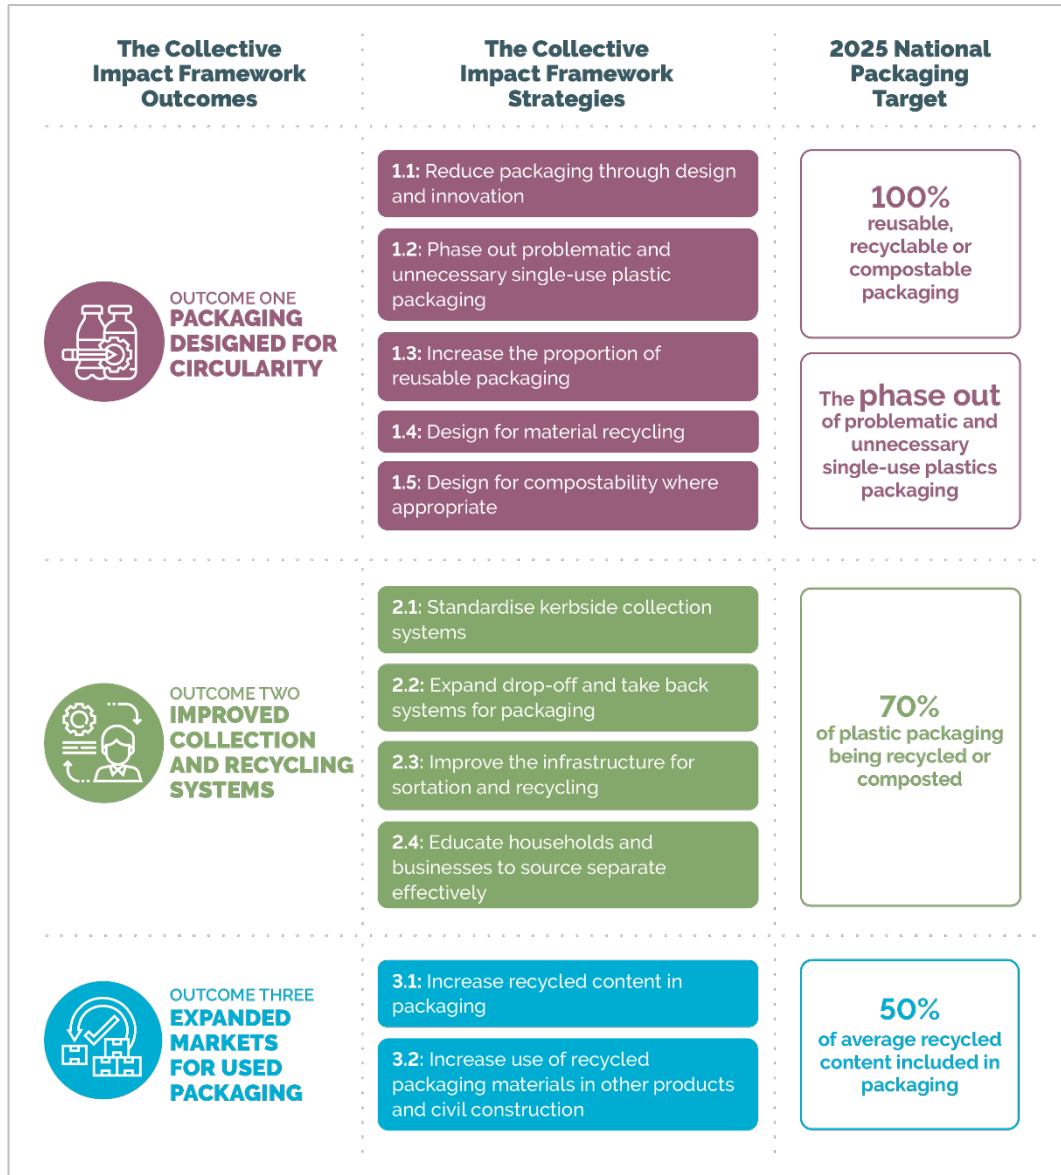 The Collective
Impact Framework
Outcomes
The Collective
Impact Framework
Strategies
2025 National
Packaging
Target
OUTCOME ONE
PACKAGING
DESIGNED FOR
CIRCULARITY
1.1: Reduce packaging through design
and innovation
1.2: Phase out problematic and
unnecessary single-use plastic
packaging
1.3: Increase the proportion of
reusable packaging
1.4: Design for material recycling
1.5: Design for compostability where
appropriate
100%
reusable,
recyclable or
compostable
packaging
The phase out
of problematic and
unnecessary
single-use plastics
packaging
OUTCOME TWO
IMPROVED
COLLECTION
AND RECYCLING
SYSTEMS
2.1: Standardise kerbside collection
systems
2.2: Expand drop-off and take back
systems for packaging
2.3: Improve the infrastructure for
sortation and recycling
2.4: Educate households and
businesses to source separate
effectively
70%
of plastic packaging
being recycled or
composted
OUTCOME THREE
EXPANDED
MARKETS
FOR USED
PACKAGING
3.1: Increase recycled content in
packaging
3.2: Increase use of recycled
packaging materials in other products
and civil construction
50%
of average recycled
content included in
packaging